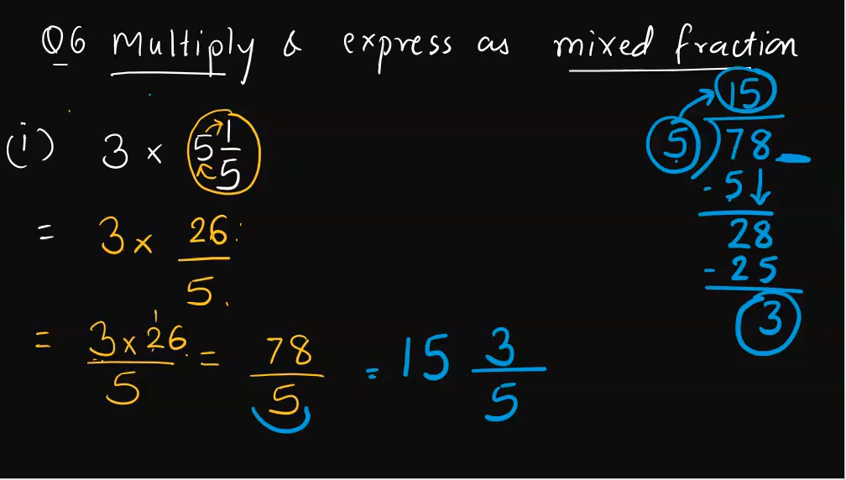 Q6 Multiply & express as mixed fraction
(i) 3 × 5 1/5
= 3 × 26/5
= 3 × 26/5 = 78/5 = 15 3/5
1
15
5) 78
- 5↓
28
- 25
3